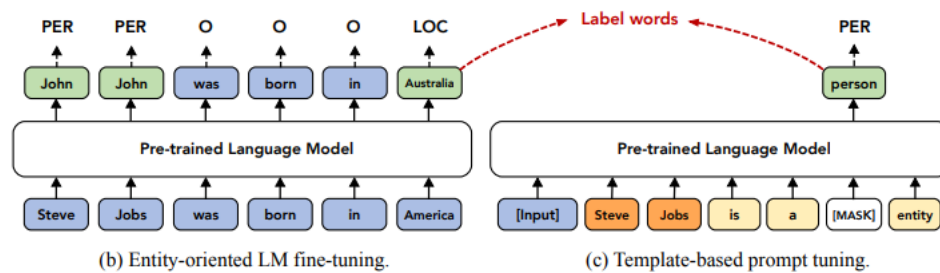 PER PER O O O LOC Label words PER
John John was born in Australia person
Pre-trained Language Model Pre-trained Language Model
Steve Jobs was born in America [Input] Steve Jobs is a [MASK] entity
(b) Entity-oriented LM fine-tuning. (c) Template-based prompt tuning.